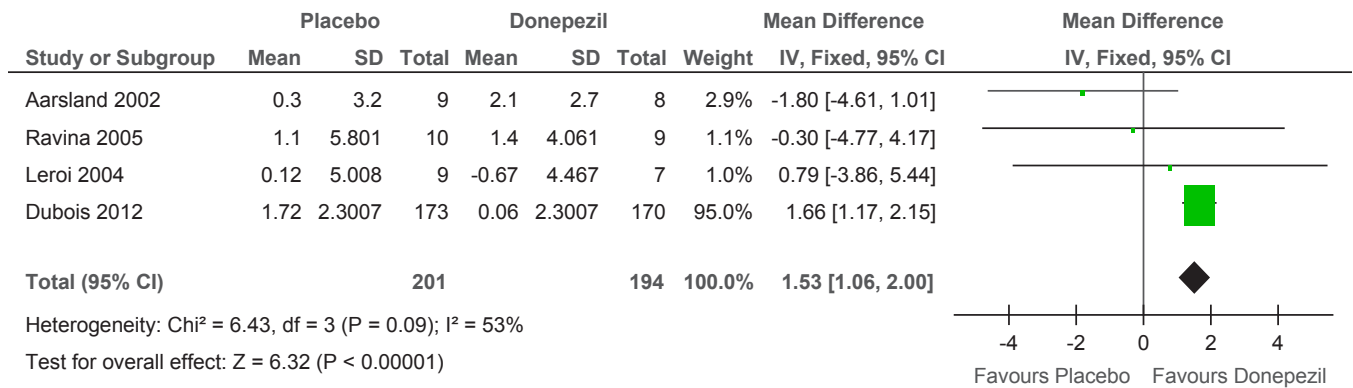 Placebo Donepezil Mean Difference Mean Difference
Study or Subgroup Mean SD Total Mean SD Total Weight IV, Fixed, 95% CI IV, Fixed, 95% CI
Aarsland 2002 0.3 3.2 9 2.1 2.7 8 2.9% -1.80 [-4.61, 1.01]
Ravina 2005 1.1 5.801 10 1.4 4.061 9 1.1% -0.30 [-4.77, 4.17]
Leroi 2004 0.12 5.008 9 -0.67 4.467 7 1.0% 0.79 [-3.86, 5.44]
Dubois 2012 1.72 2.3007 173 0.06 2.3007 170 95.0% 1.66 [1.17, 2.15]
Total (95% CI) 201 194 100.0% 1.53 [1.06, 2.00]
Heterogeneity: Chi² = 6.43, df = 3 (P = 0.09); I² = 53%
Test for overall effect: Z = 6.32 (P < 0.00001)
-4 -2 0 2 4
Favours Placebo Favours Donepezil